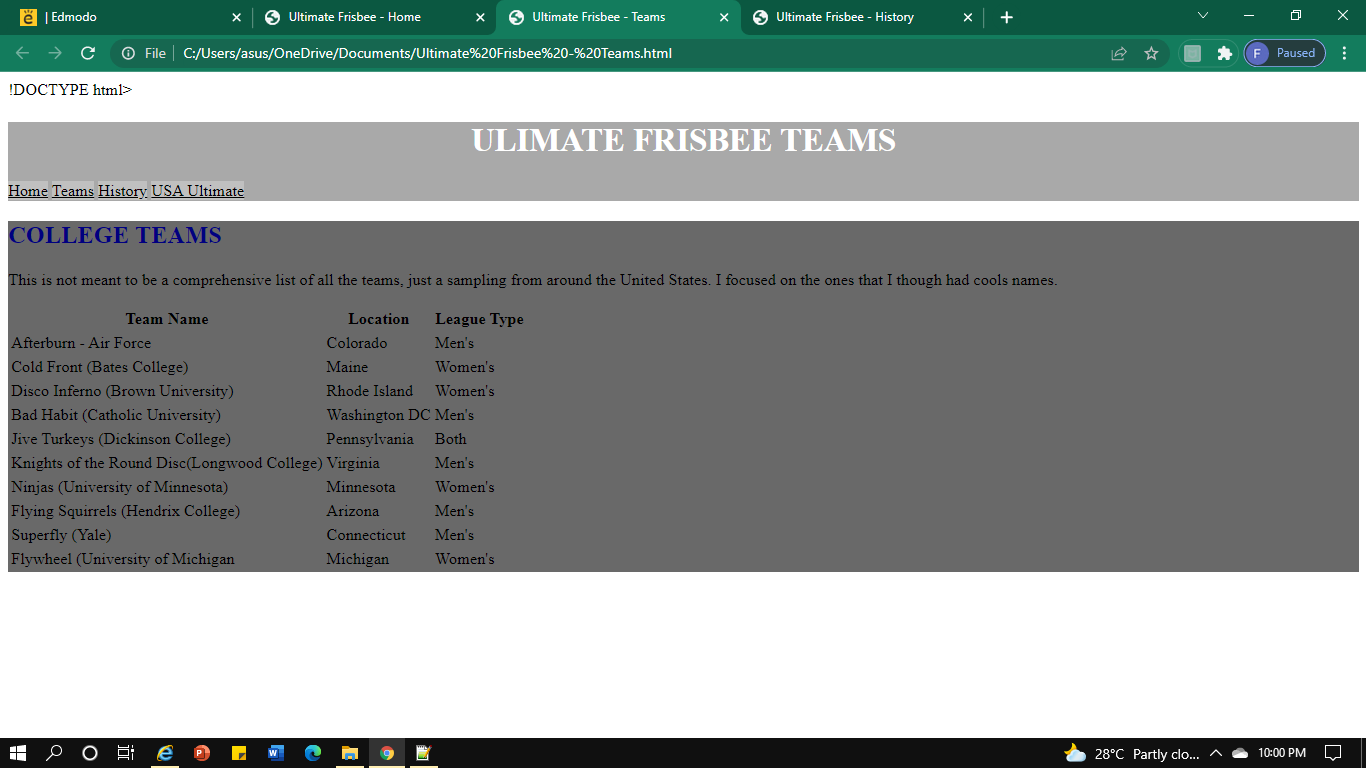 | Edmodo
Ultimate Frisbee - Home
Ultimate Frisbee - Teams
Ultimate Frisbee - History
File
C:/Users/asus/OneDrive/Documents/Ultimate%20Frisbee%20-%20Teams.html
F
Paused
!DOCTYPE html>
ULIMATE FRISBEE TEAMS
Home Teams History USA Ultimate
COLLEGE TEAMS
This is not meant to be a comprehensive list of all the teams, just a sampling from around the United States. I focused on the ones that I though had cools names.
Team Name Location League Type
Afterburn - Air Force Colorado Men's
Cold Front (Bates College) Maine Women's
Disco Inferno (Brown University) Rhode Island Women's
Bad Habit (Catholic University) Washington DC Men's
Jive Turkeys (Dickinson College) Pennsylvania Both
Knights of the Round Disc(Longwood College) Virginia Men's
Ninjas (University of Minnesota) Minnesota Women's
Flying Squirrels (Hendrix College) Arizona Men's
Superfly (Yale) Connecticut Men's
Flywheel (University of Michigan Michigan Women's
28°C Partly clo...
10:00 PM